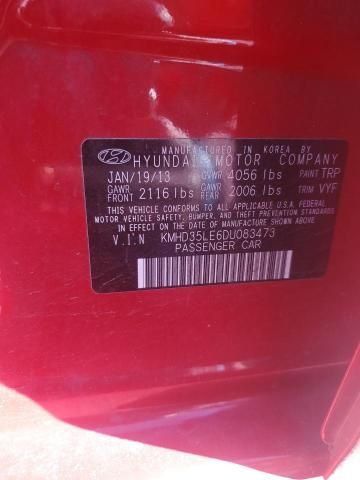 MANUFACTURED IN KOREA BY
HYUNDAI MOTOR COMPANY
JAN/19/13 GVWR 4056 lbs PAINT TRP
GAWR FRONT 2116 lbs GAWR REAR 2006 lbs TRIM VYF
THIS VEHICLE CONFORMS TO ALL APPLICABLE U.S.A. FEDERAL
MOTOR VEHICLE SAFETY, BUMPER, AND THEFT PREVENTION
STANDARDS IN EFFECT ON THE DATE OF MANUFACTURE SHOWN ABOVE.
V.I.N KMHD35LE6DU083473
PASSENGER CAR